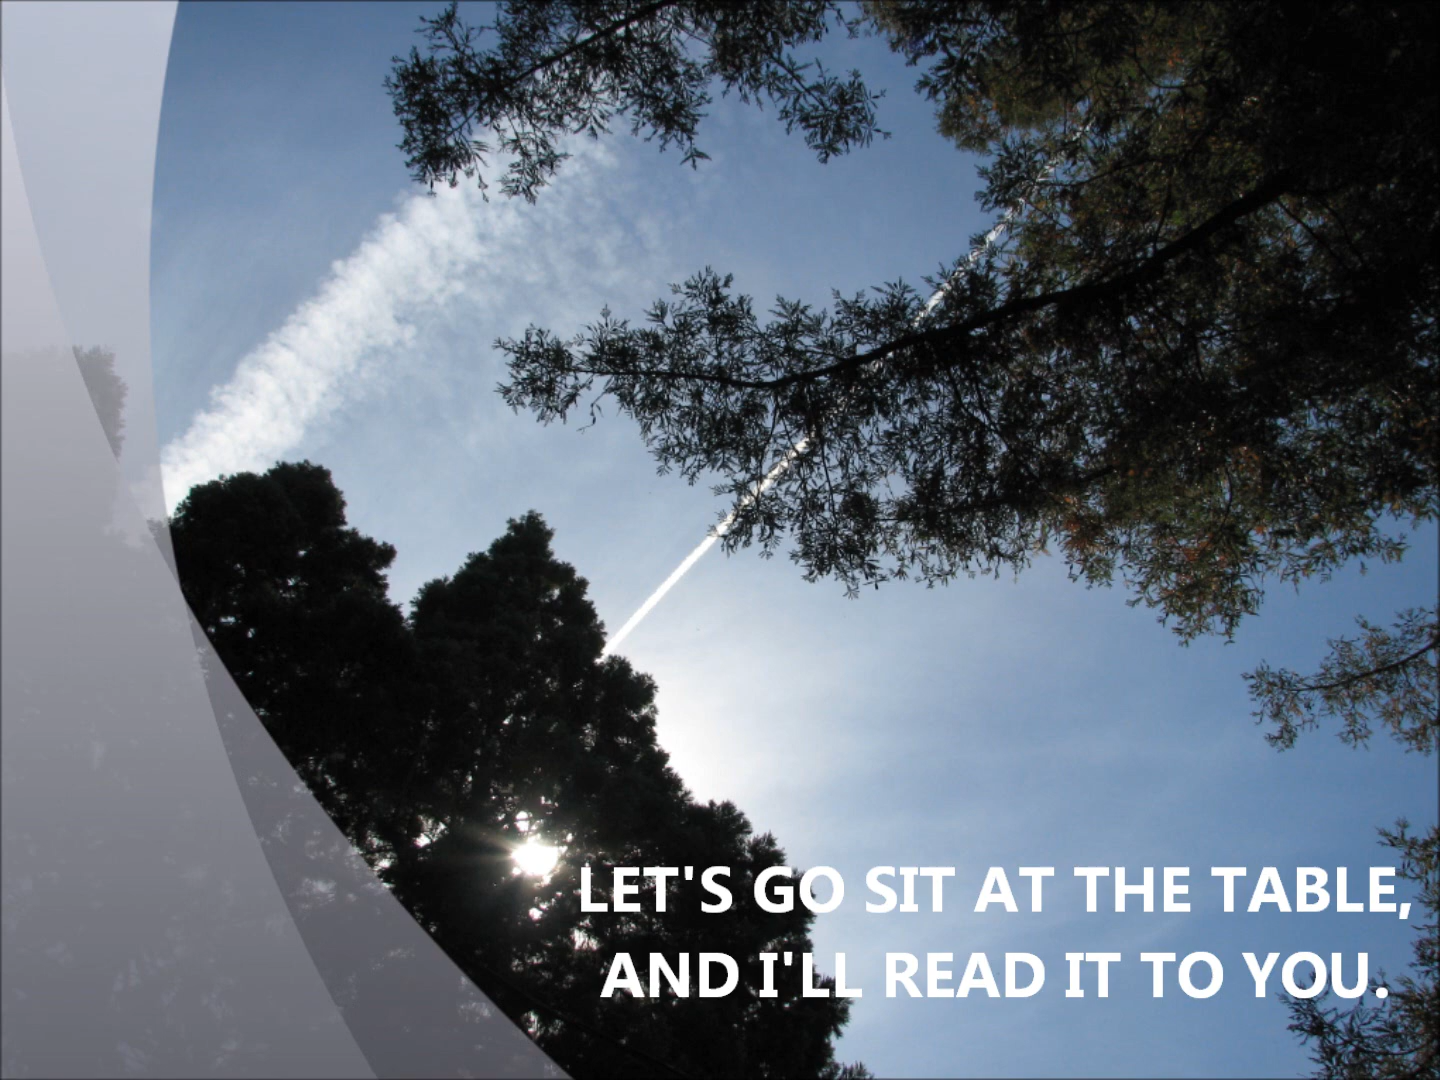 LET'S GO SIT AT THE TABLE,
AND I'LL READ IT TO YOU.